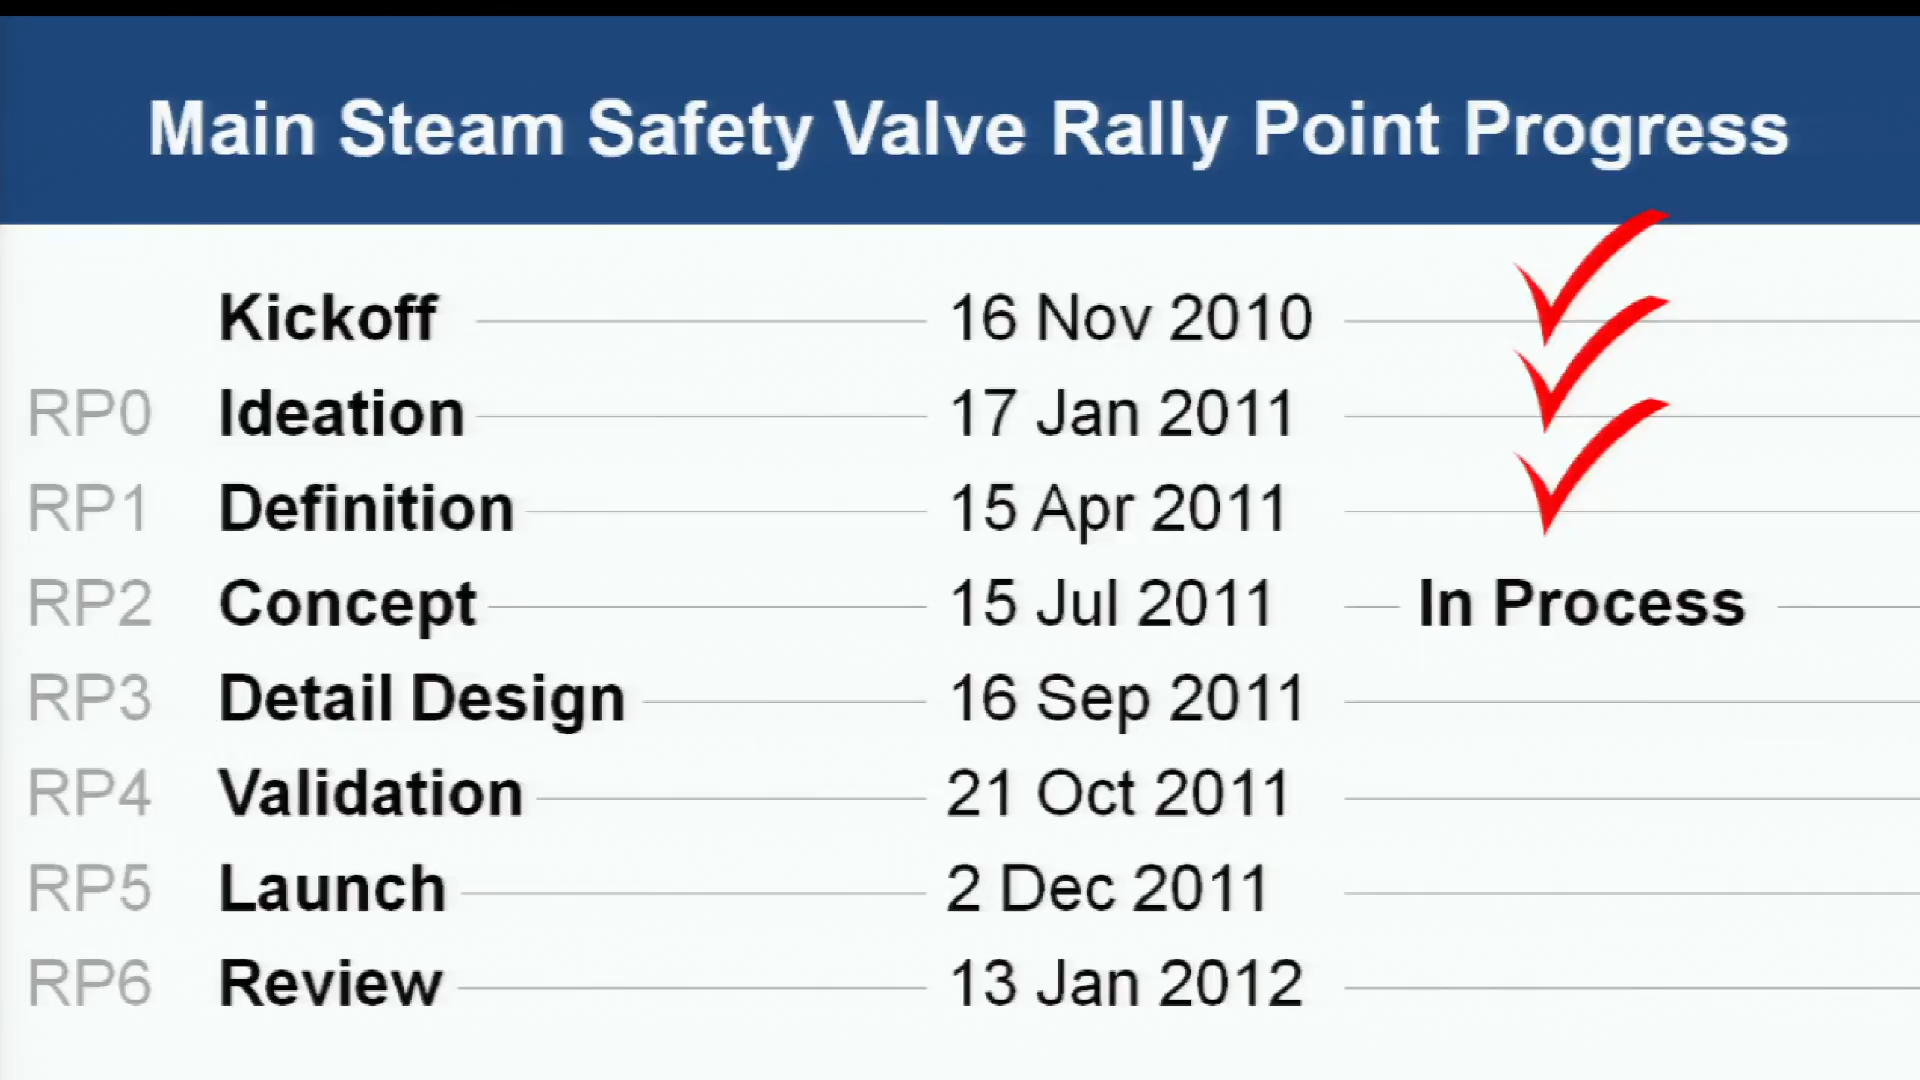 Main Steam Safety Valve Rally Point Progress
Kickoff 16 Nov 2010
RP0 Ideation 17 Jan 2011
RP1 Definition 15 Apr 2011
RP2 Concept 15 Jul 2011 In Process
RP3 Detail Design 16 Sep 2011
RP4 Validation 21 Oct 2011
RP5 Launch 2 Dec 2011
RP6 Review 13 Jan 2012